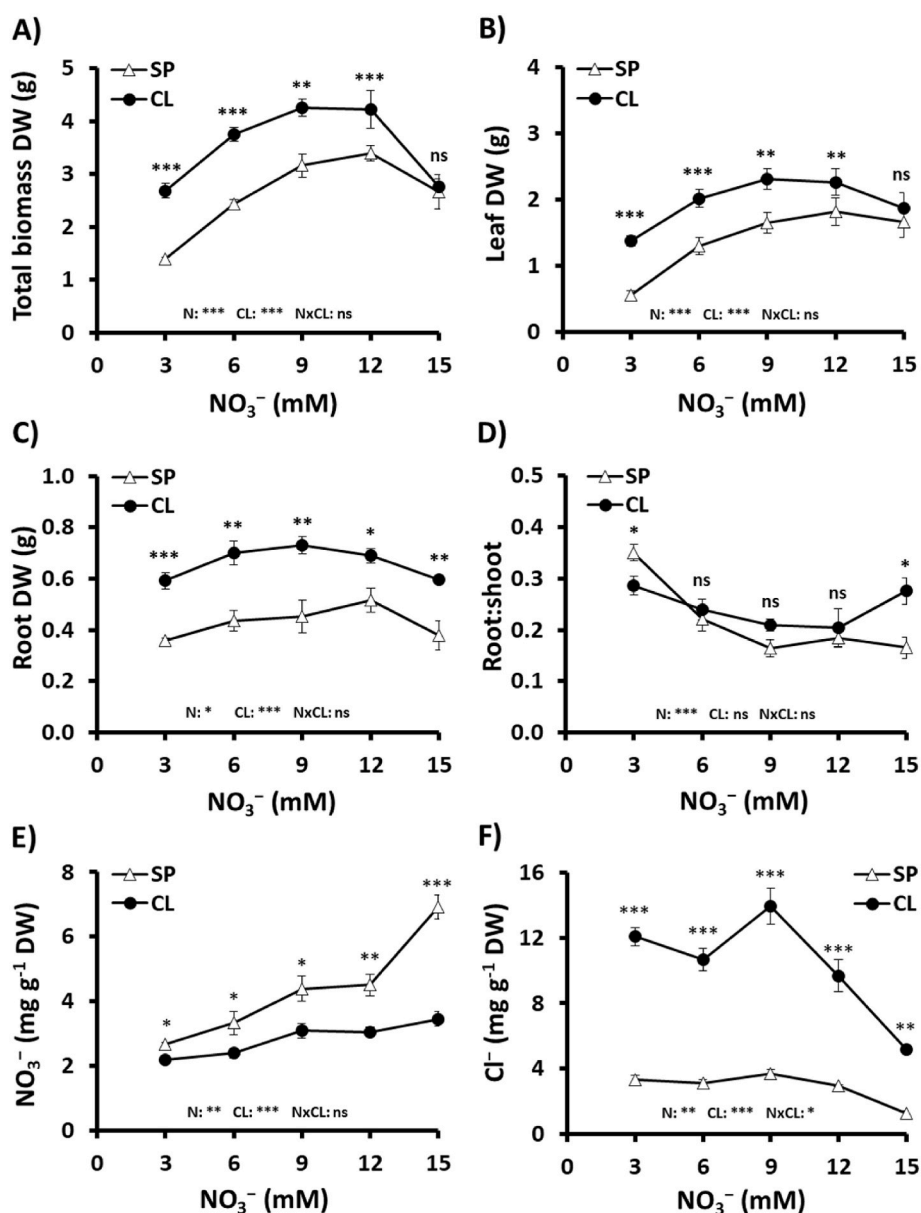 A)
SP
CL
Total biomass DW (g)
5
4
3
2
1
0
***
***
**
***
ns
N: *** CL: *** NxCL: ns
0 3 6 9 12 15
NO₃⁻ (mM)
B)
SP
CL
Leaf DW (g)
4
3
2
1
0
***
***
**
**
ns
N: *** CL: *** NxCL: ns
0 3 6 9 12 15
NO₃⁻ (mM)
C)
SP
CL
Root DW (g)
1.0
0.8
0.6
0.4
0.2
0.0
***
**
**
*
**
N: * CL: *** NxCL: ns
0 3 6 9 12 15
NO₃⁻ (mM)
D)
SP
CL
Root:shoot
0.5
0.4
0.3
0.2
0.1
0.0
*
ns
ns
ns
*
N: *** CL: ns NxCL: ns
0 3 6 9 12 15
NO₃⁻ (mM)
E)
SP
CL
NO₃⁻ (mg g⁻¹ DW)
8
6
4
2
0
*
*
*
**
***
N: ** CL: *** NxCL: ns
0 3 6 9 12 15
NO₃⁻ (mM)
F)
SP
CL
Cl⁻ (mg g⁻¹ DW)
16
12
8
4
0
***
***
***
***
**
N: ** CL: *** NxCL: *
0 3 6 9 12 15
NO₃⁻ (mM)